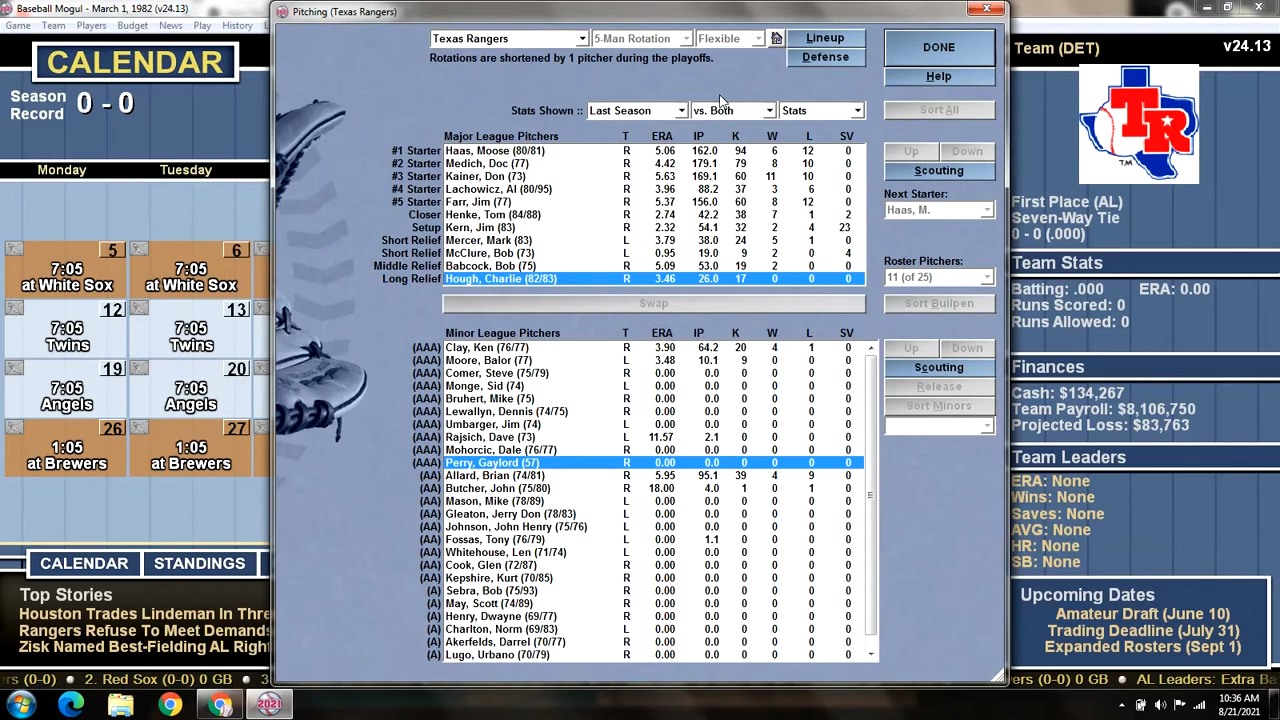 Baseball Mogul - March 1, 1982 (v24.13)
Game Team Players Budget News Play History
CALENDAR
Season Record 0 - 0
Monday Tuesday
5 7:05 at White Sox
6 7:05 at White Sox
12 7:05 Twins
13 7:05 Twins
19 7:05 Angels
20 7:05 Angels
26 1:05 at Brewers
27 1:05 at Brewers
CALENDAR STANDINGS
Top Stories
Houston Trades Lindeman In Thre
Rangers Refuse To Meet Demands
Zisk Named Best-Fielding AL Righ
Pitching (Texas Rangers)
Texas Rangers 5-Man Rotation Flexible Lineup
Rotations are shortened by 1 pitcher during the playoffs. Defense
Stats Shown :: Last Season vs. Both Stats
Major League Pitchers T ERA IP K W L SV
#1 Starter Haas, Moose (80/81) R 5.06 162.0 94 6 12 0
#2 Starter Medich, Doc (77) R 4.42 179.1 79 8 10 0
#3 Starter Kainer, Don (73) R 5.63 169.1 60 11 10 0
#4 Starter Lachowicz, Al (80/95) R 3.96 88.2 37 3 6 0
#5 Starter Farr, Jim (77) R 5.37 156.0 60 8 12 0
Closer Henke, Tom (84/88) R 2.74 42.2 38 7 1 2
Setup Kern, Jim (83) R 2.32 54.1 32 2 4 23
Short Relief Mercer, Mark (83) L 3.79 38.0 24 5 1 0
Short Relief McClure, Bob (73) L 0.95 19.0 9 2 0 4
Middle Relief Babcock, Bob (75) R 5.09 53.0 19 2 0 0
Long Relief Hough, Charlie (82/83) R 3.46 26.0 17 0 0 0
Swap
Minor League Pitchers T ERA IP K W L SV
(AAA) Clay, Ken (76/77) R 3.90 64.2 20 4 1 0
(AAA) Moore, Balor (77) L 3.48 10.1 9 0 0 0
(AAA) Comer, Steve (75/79) R 0.00 0.0 0 0 0 0
(AAA) Monge, Sid (74) L 0.00 0.0 0 0 0 0
(AAA) Bruhert, Mike (75) R 0.00 0.0 0 0 0 0
(AAA) Lewallyn, Dennis (74/75) R 0.00 0.0 0 0 0 0
(AAA) Umbarger, Jim (74) L 0.00 0.0 0 0 0 0
(AAA) Rajsich, Dave (73) L 11.57 2.1 0 0 0 0
(AAA) Mohorcic, Dale (76/77) R 0.00 0.0 0 0 0 0
(AAA) Perry, Gaylord (57) R 0.00 0.0 0 0 0 0
(AA) Allard, Brian (74/81) R 5.95 95.1 39 4 9 0
(AA) Butcher, John (75/80) R 18.00 4.0 1 0 1 0
(AA) Mason, Mike (78/89) L 0.00 0.0 0 0 0 0
(AA) Gleaton, Jerry Don (78/83) L 0.00 0.0 0 0 0 0
(AA) Johnson, John Henry (75/76) L 0.00 0.0 0 0 0 0
(AA) Fossas, Tony (76/79) L 0.00 1.1 0 0 0 0
(AA) Whitehouse, Len (71/74) L 0.00 0.0 0 0 0 0
(AA) Cook, Glen (72/87) R 0.00 0.0 0 0 0 0
(AA) Kepshire, Kurt (70/85) R 0.00 0.0 0 0 0 0
(A) Sebra, Bob (75/93) R 0.00 0.0 0 0 0 0
(A) May, Scott (74/89) R 0.00 0.0 0 0 0 0
(A) Henry, Dwayne (69/77) R 0.00 0.0 0 0 0 0
(A) Charlton, Norm (69/83) L 0.00 0.0 0 0 0 0
(A) Akerfelds, Darrel (70/77) R 0.00 0.0 0 0 0 0
(A) Lugo, Urbano (70/79) R 0.00 0.0 0 0 0 0
DONE
Help
Sort All
Up Down
Scouting
Next Starter:
Haas, M.
Roster Pitchers:
11 (of 25)
Sort Bullpen
Up Down
Scouting
Release
Sort Minors
Team (DET) v24.13
TR
TM
First Place (AL)
Seven-Way Tie
0 - 0 (.000)
Team Stats
Batting: .000 ERA: 0.00
Runs Scored: 0
Runs Allowed: 0
Finances
Cash: $134,267
Team Payroll: $8,106,750
Projected Loss: $83,763
Team Leaders
ERA: None
Wins: None
Saves: None
AVG: None
HR: None
SB: None
Upcoming Dates
Amateur Draft (June 10)
Trading Deadline (July 31)
Expanded Rosters (Sept 1)
ers (0-0) 0 GB • 2. Red Sox (0-0) 0 GB • 3
ers (0-0) 0 GB • AL Leaders: Extra Ba
2021
10:36 AM
8/21/2021